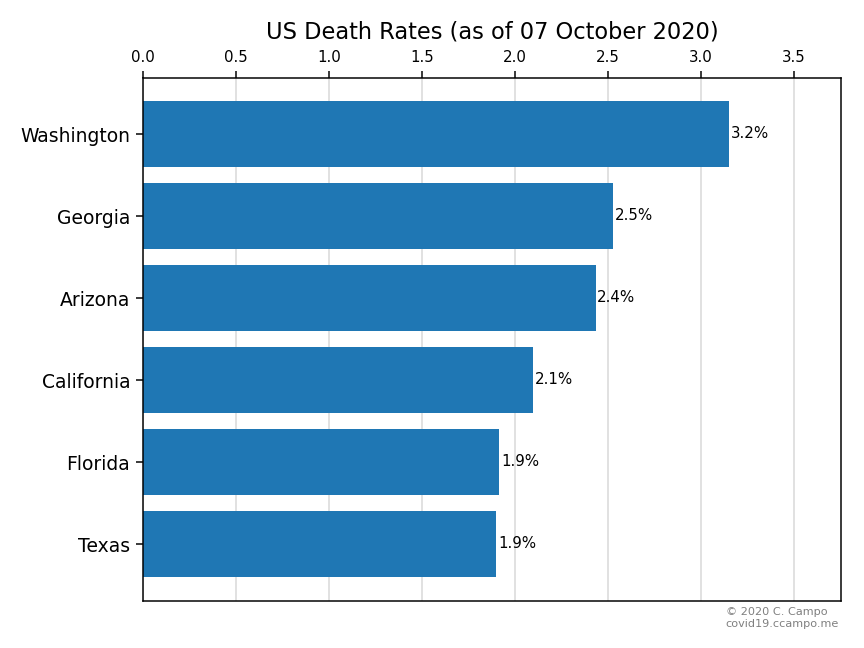 US Death Rates (as of 07 October 2020)
0.0 0.5 1.0 1.5 2.0 2.5 3.0 3.5
Washington 3.2%
Georgia 2.5%
Arizona 2.4%
California 2.1%
Florida 1.9%
Texas 1.9%
© 2020 C. Campo
covid19.ccampo.me